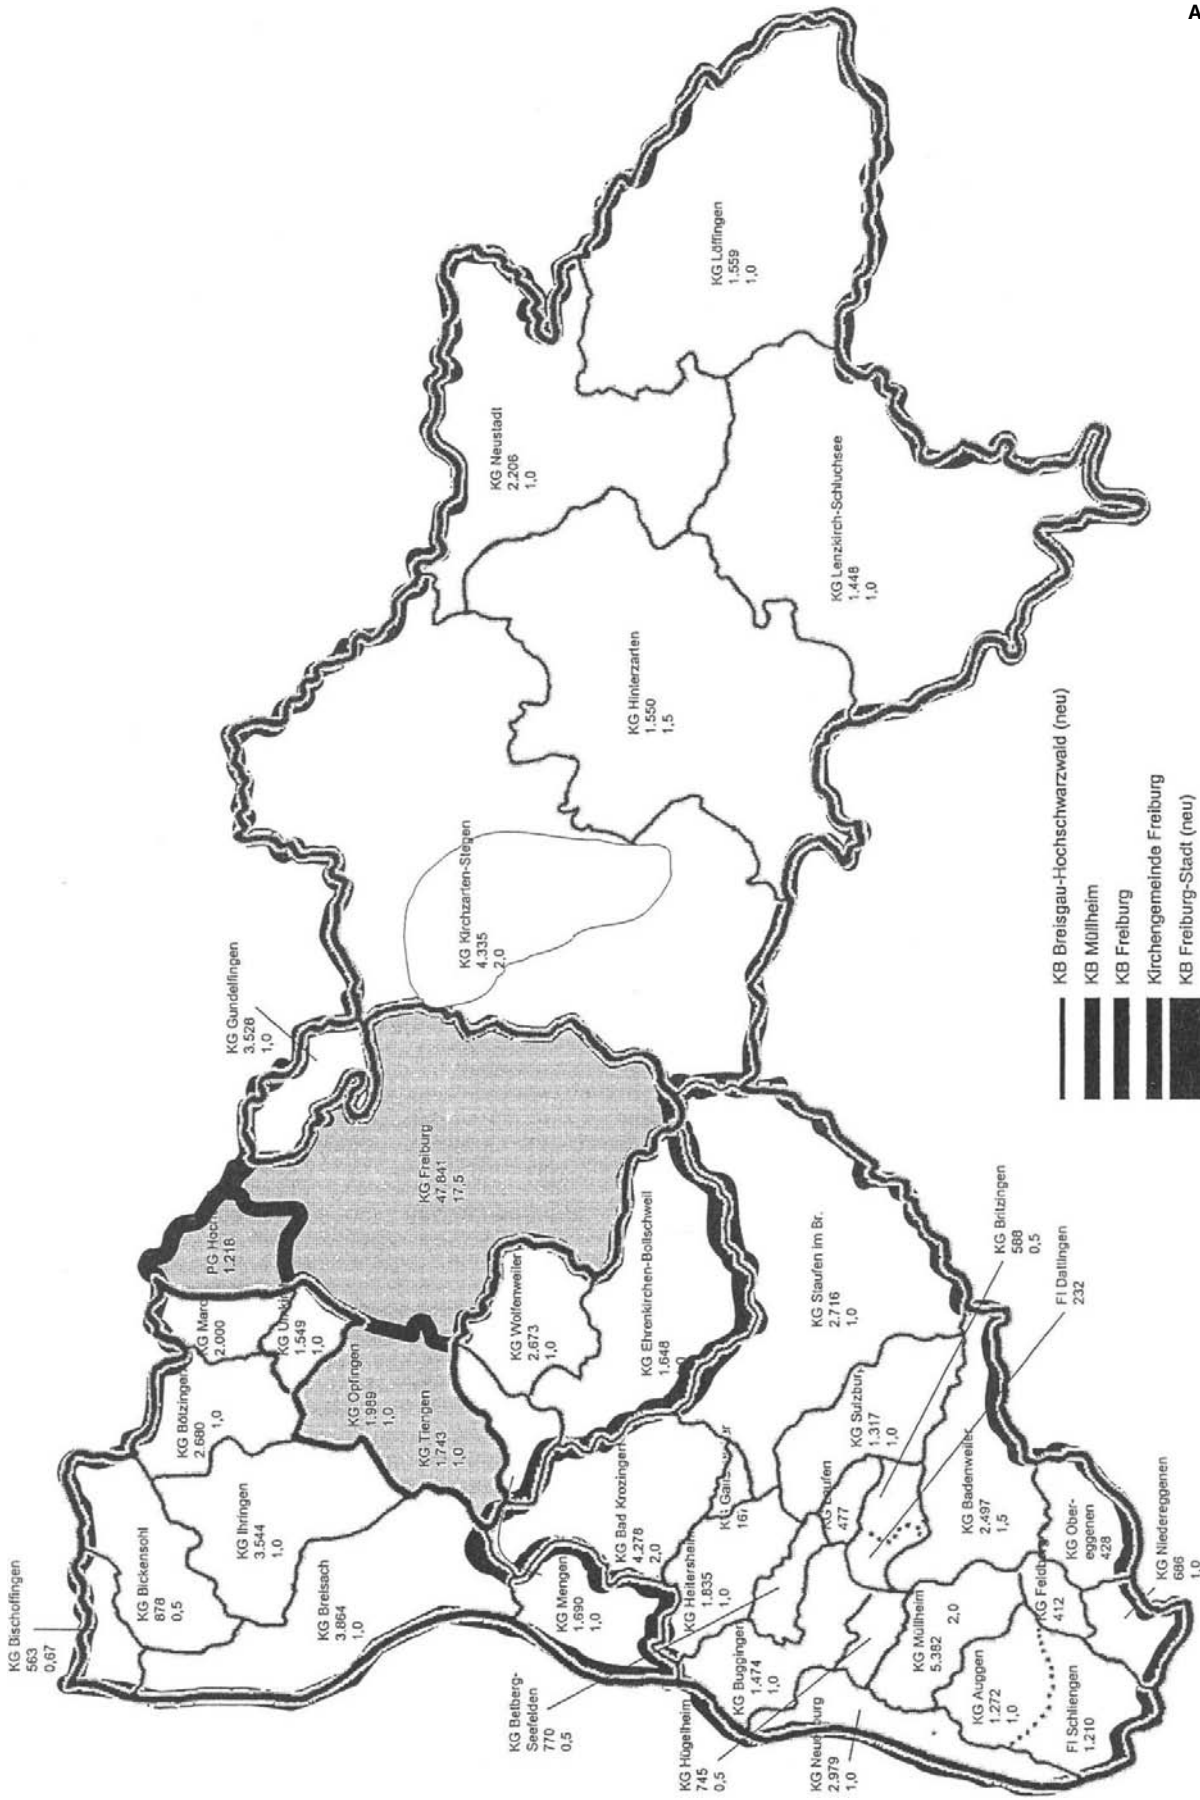 A
KG Bischoffingen
563
0,67
KG Bickensohl
878
0,5
KG Ihringen
3.544
1,0
KG Breisach
3.864
1,0
KG Bötzingen
2.680
1,0
KG
2.000
KG
1.549
1,0
PG
1.218
KG Gundelfingen
3.528
1,0
KG Opfingen
1.989
1,0
KG Tiengen
1.743
1,0
KG Freiburg
47.841
17,5
KG Wolfenweiler
2.673
1,0
KG Ehrenkirchen-Bollschweil
1.648
KG Mengen
1.690
1,0
KG Bad Krozingen
4.278
2,0
KG Betberg-
Seefelden
770
0,5
KG Heitersheim
1.835
1,0
KG
167
KG Staufen im Br.
2.716
1,0
KG Sulzburg
1.317
1,0
KG Laufen
477
KG Britzingen
588
0,5
FI Dattingen
232
KG Buggingen
1.474
1,0
KG Hügelheim
745
0,5
KG Neuenburg
2.979
1,0
KG Müllheim
5.382
2,0
KG Badenweiler
2.497
1,5
KG Auggen
1.272
1,0
KG Feldberg
412
KG Ober-
eggenen
428
KG Niedereggenen
686
1,0
FI Schliengen
1.210
KG Kirchzarten-Stegen
4.335
2,0
KG Hinterzarten
1.550
1,5
KG Neustadt
2.206
1,0
KG Lenzkirch-Schluchsee
1.448
1,0
KG Löffingen
1.559
1,0
KB Breisgau-Hochschwarzwald (neu)
KB Müllheim
KB Freiburg
Kirchengemeinde Freiburg
KB Freiburg-Stadt (neu)